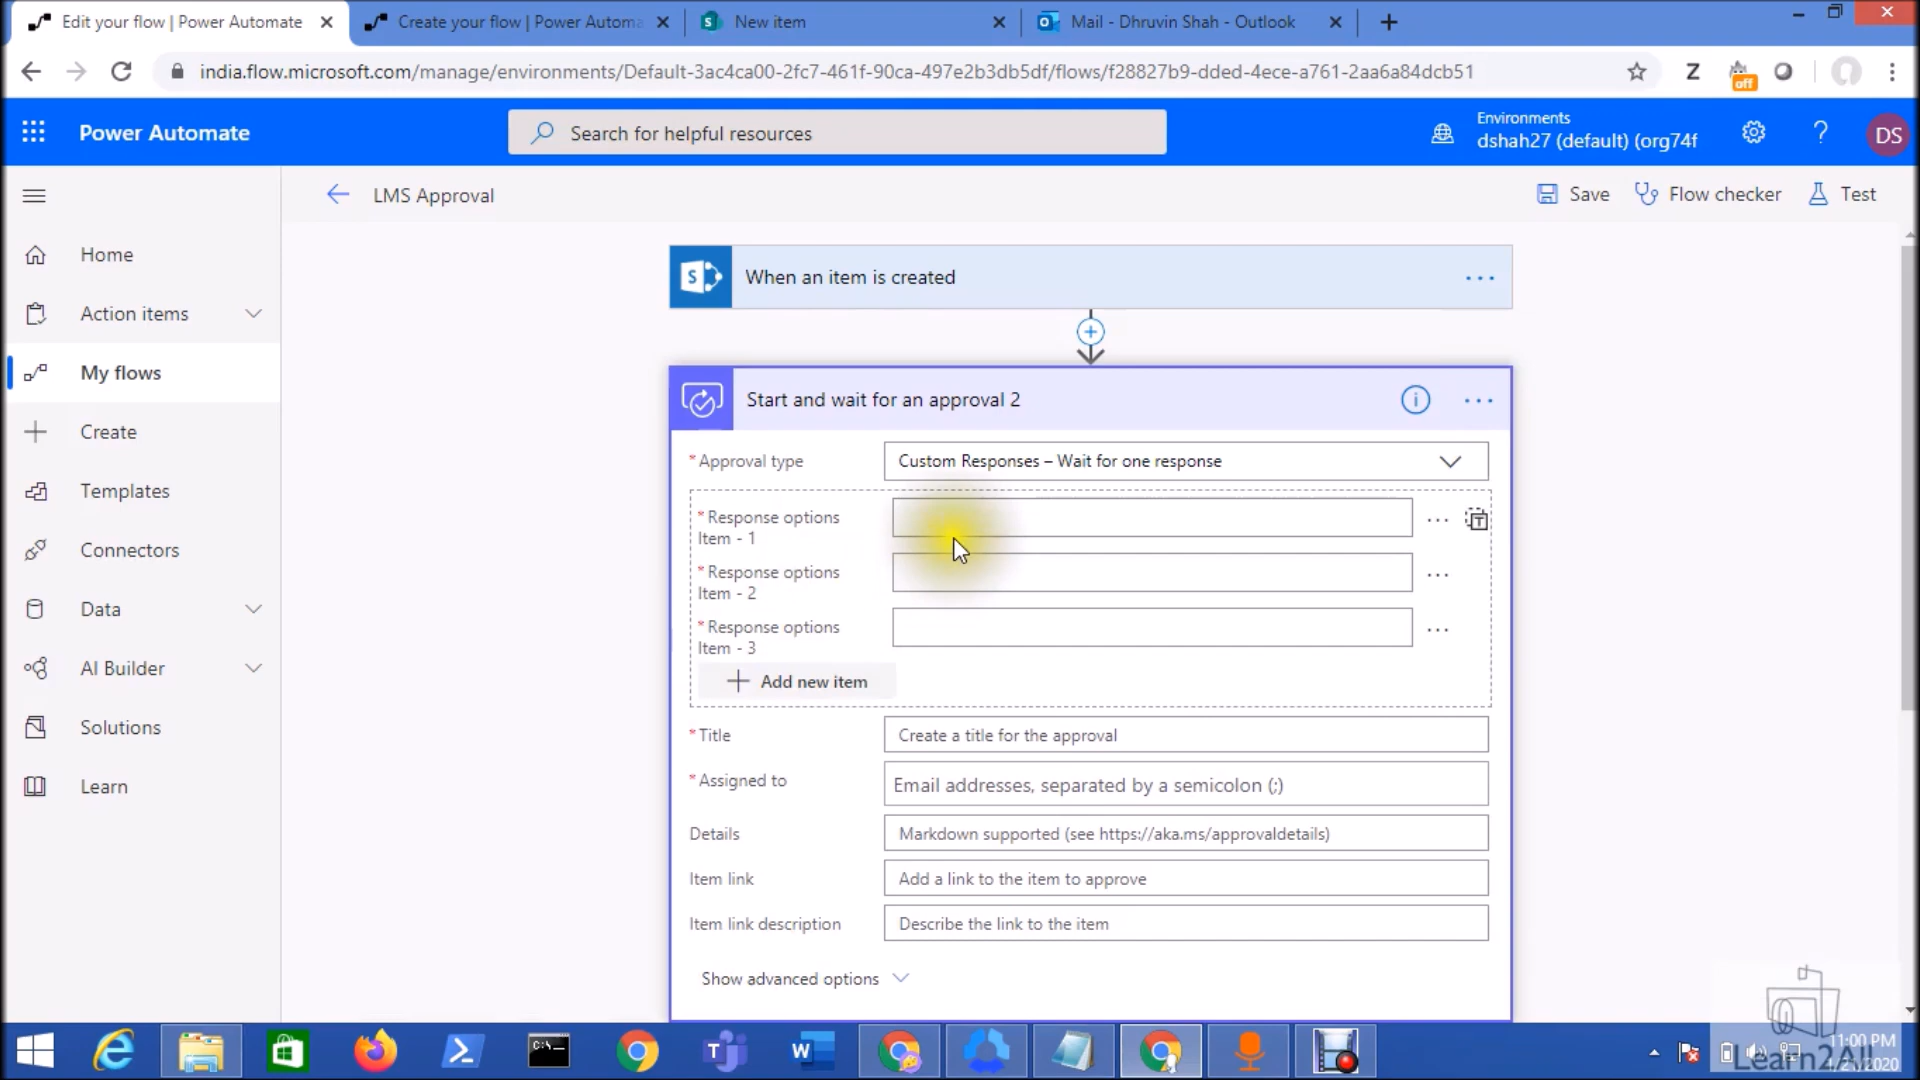 Edit your flow | Power Automate
Create your flow | Power Automa
New item
Mail - Dhruvin Shah - Outlook
india.flow.microsoft.com/manage/environments/Default-3ac4ca00-2fc7-461f-90ca-497e2b3db5df/flows/f28827b9-dded-4ece-a761-2aa6a84dcb51
Z
off
Power Automate
Search for helpful resources
Environments
dshah27 (default) (org74f
?
DS
LMS Approval
Save
Flow checker
Test
Home
Action items
My flows
Create
Templates
Connectors
Data
AI Builder
Solutions
Learn
S
When an item is created
Start and wait for an approval 2
* Approval type
Custom Responses – Wait for one response
* Response options
Item - 1
* Response options
Item - 2
* Response options
Item - 3
Add new item
* Title
Create a title for the approval
* Assigned to
Email addresses, separated by a semicolon (;)
Details
Markdown supported (see https://aka.ms/approvaldetails)
Item link
Add a link to the item to approve
Item link description
Describe the link to the item
Show advanced options
11:00 PM
1/21/2020
Learn2All